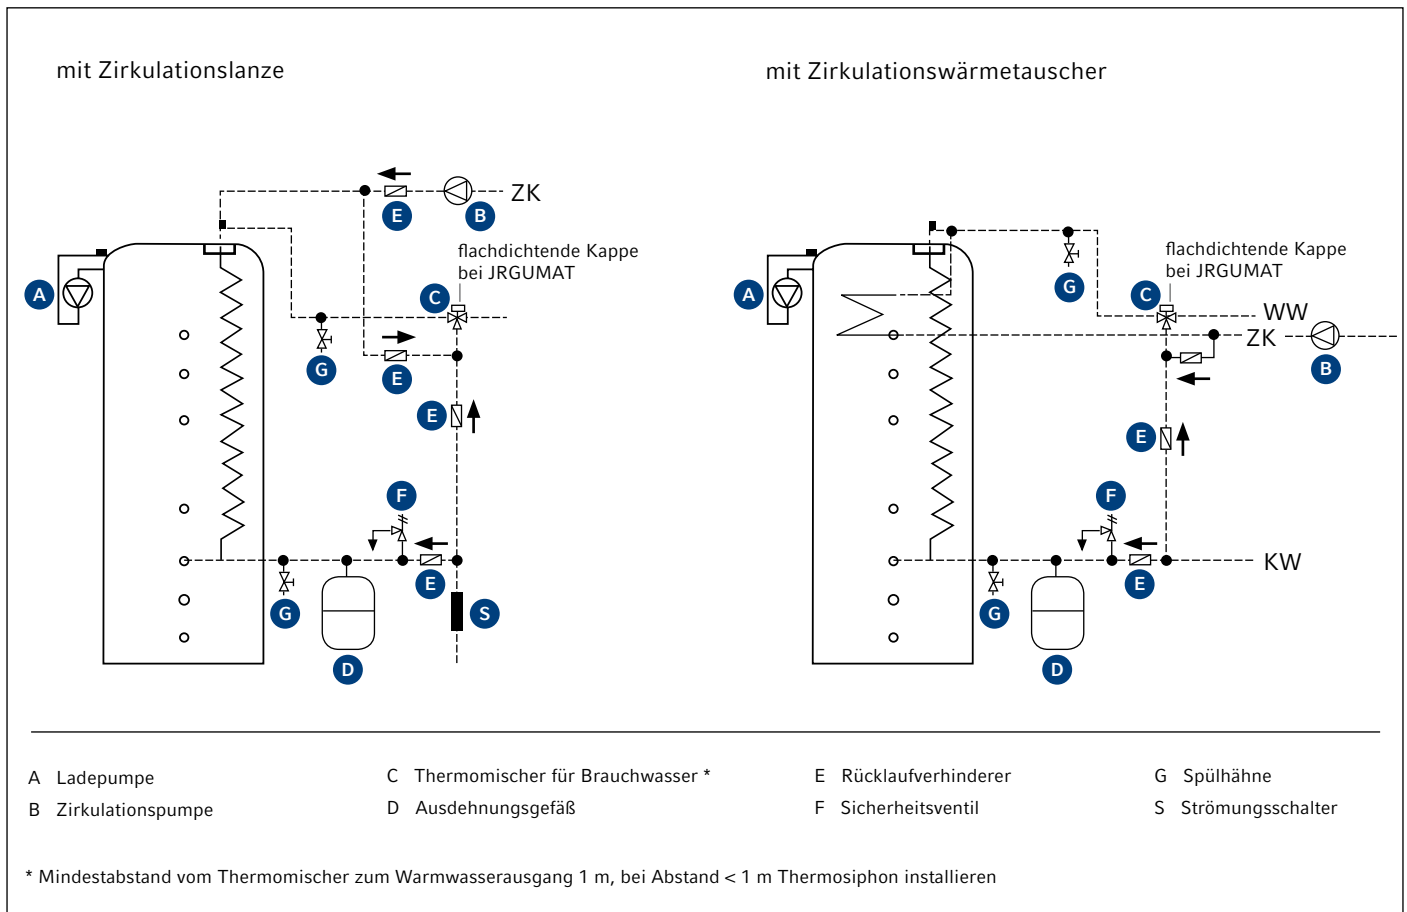 mit Zirkulationslanze
mit Zirkulationswärmetauscher
ZK
E
B
flachdichtende Kappe
bei JRGUMAT
A
C
G
E
E
F
E
G
S
D
flachdichtende Kappe
bei JRGUMAT
A
G
C
WW
ZK
B
E
F
KW
E
G
D
A Ladepumpe
B Zirkulationspumpe
C Thermomischer für Brauchwasser *
D Ausdehnungsgefäß
E Rücklaufverhinderer
F Sicherheitsventil
G Spülhähne
S Strömungsschalter
* Mindestabstand vom Thermomischer zum Warmwasserausgang 1 m, bei Abstand < 1 m Thermosiphon installieren